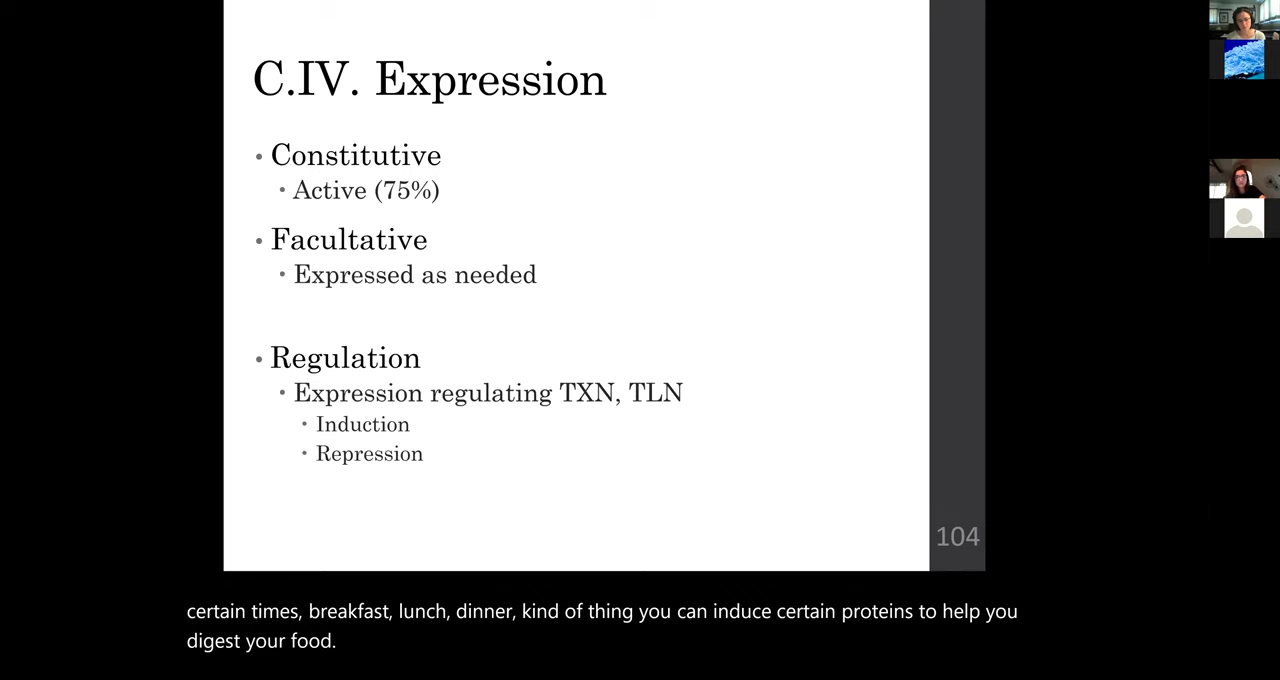 C.IV. Expression
• Constitutive
• Active (75%)
• Facultative
• Expressed as needed
• Regulation
• Expression regulating TXN, TLN
• Induction
• Repression
104
certain times, breakfast, lunch, dinner, kind of thing you can induce certain proteins to help you
digest your food.